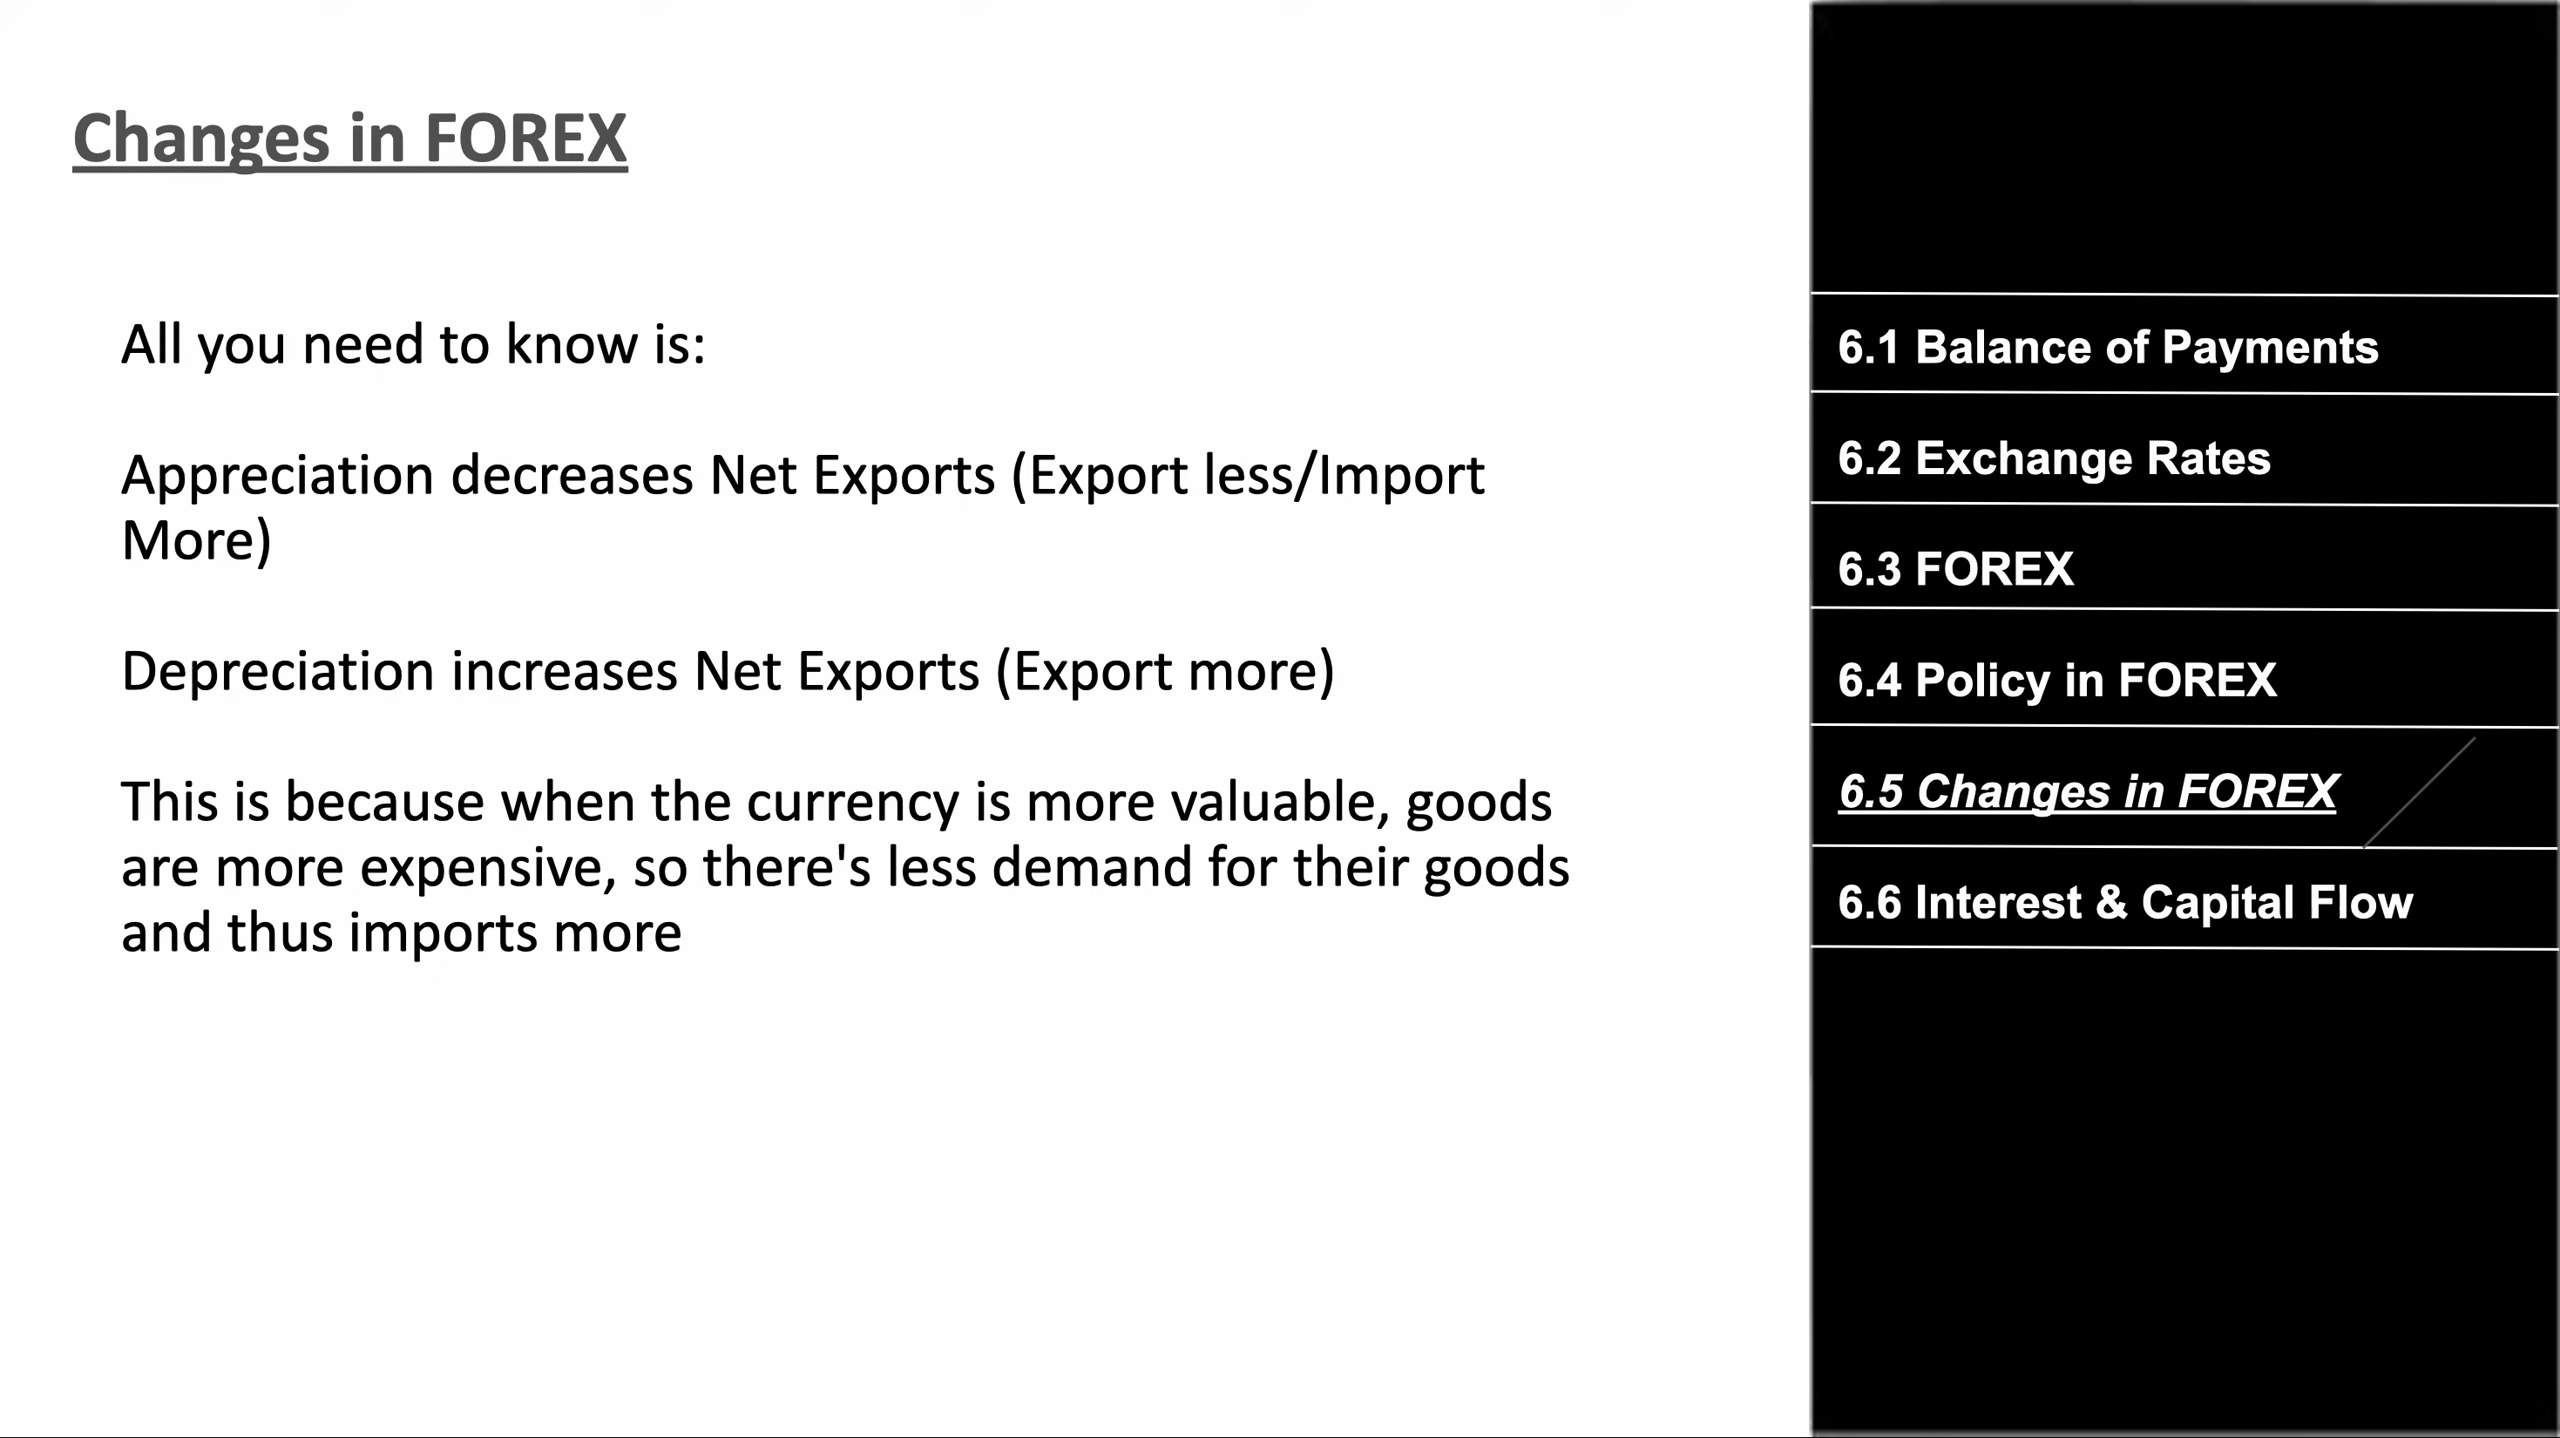 Changes in FOREX
All you need to know is:
Appreciation decreases Net Exports (Export less/Import
More)
Depreciation increases Net Exports (Export more)
This is because when the currency is more valuable, goods
are more expensive, so there's less demand for their goods
and thus imports more
6.1 Balance of Payments
6.2 Exchange Rates
6.3 FOREX
6.4 Policy in FOREX
6.5 Changes in FOREX
6.6 Interest & Capital Flow